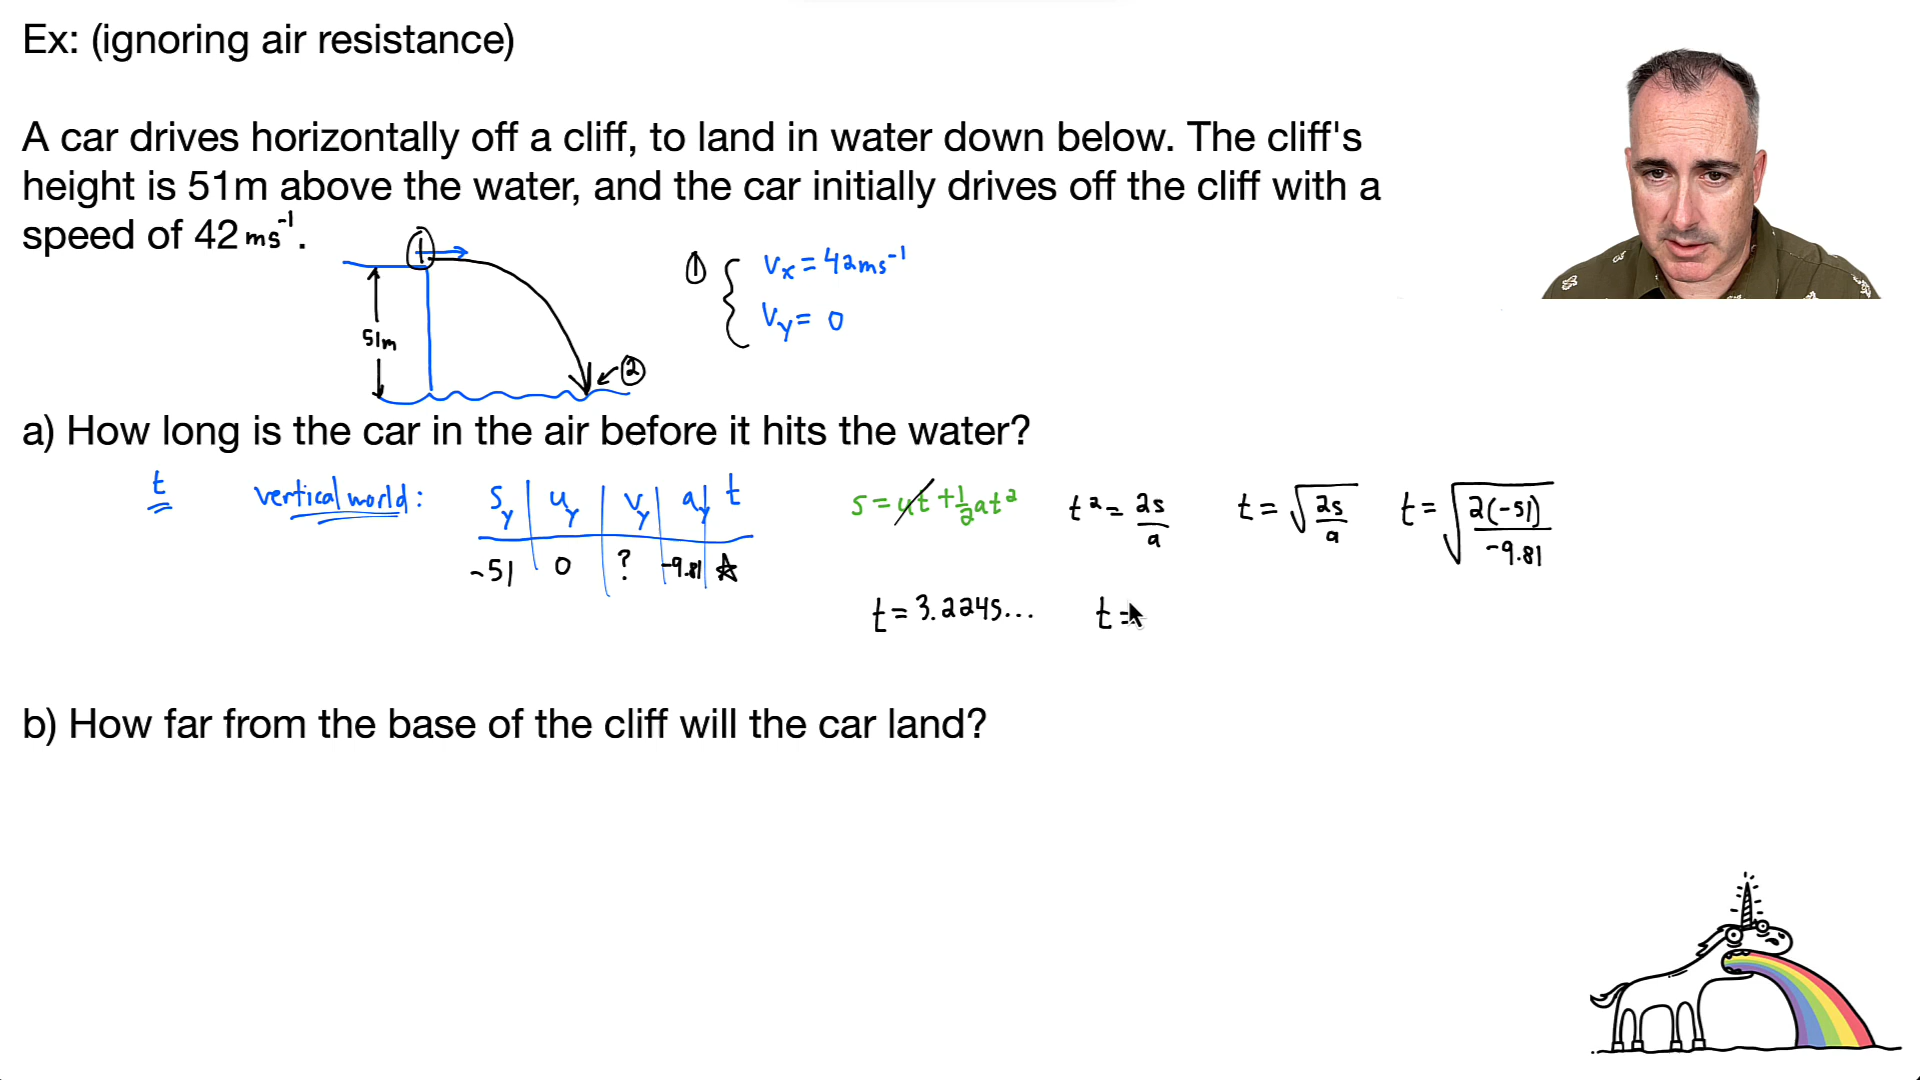 Ex: (ignoring air resistance)
A car drives horizontally off a cliff, to land in water down below. The cliff's
height is 51m above the water, and the car initially drives off the cliff with a
speed of 42 ms⁻¹.
1
51m
2
① { Vx = 42ms⁻¹
Vy = 0
a) How long is the car in the air before it hits the water?
t
vertical world:
Sy | uy | Vy | ay | t
-51 | 0 | ? | -9.81 | ☆
s = ut + ½at²
t² = 2s/a
t = √(2s/a)
t = √(2(-51)/-9.81)
t = 3.2245...
t =
b) How far from the base of the cliff will the car land?